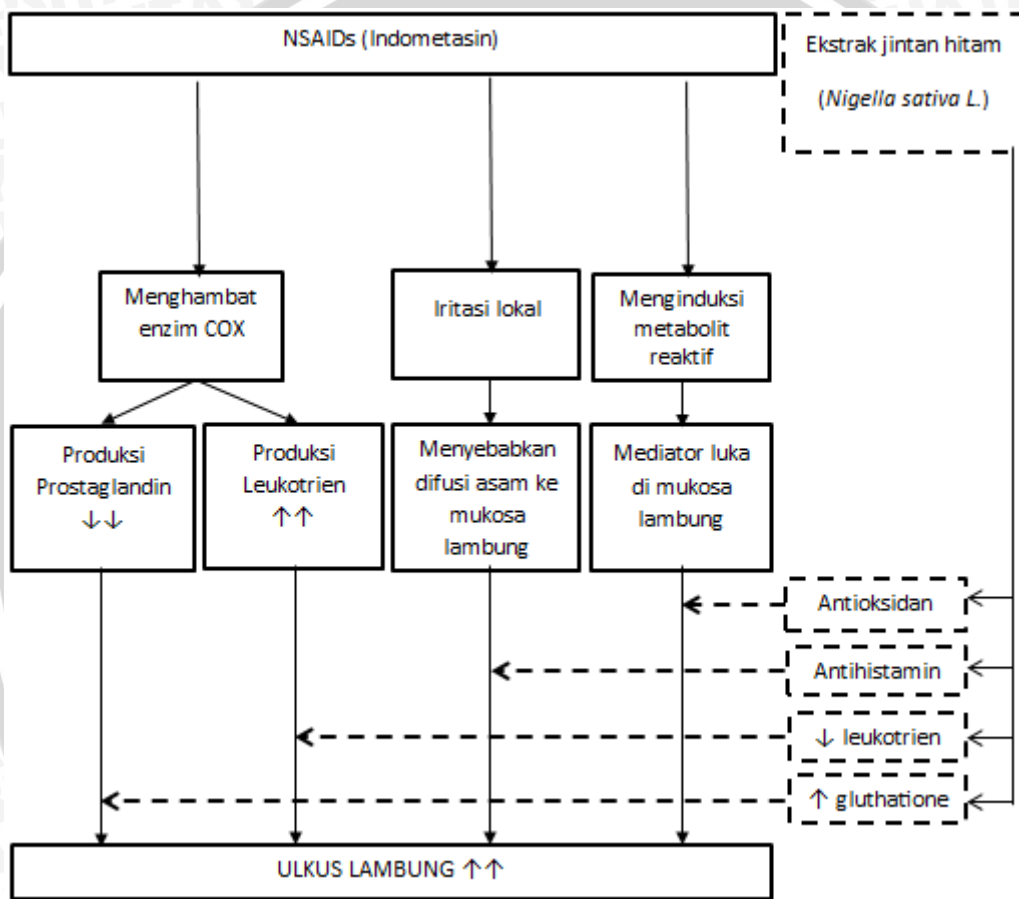 NSAIDs (Indometasin)
Ekstrak jintan hitam
(Nigella sativa L.)
Menghambat
enzim COX
Iritasi lokal
Menginduksi
metabolit
reaktif
Produksi
Prostaglandin
↓↓
Produksi
Leukotrien
↑↑
Menyebabkan
difusi asam ke
mukosa
lambung
Mediator luka
di mukosa
lambung
Antioksidan
Antihistamin
↓ leukotrien
↑ gluthatione
ULKUS LAMBUNG ↑↑